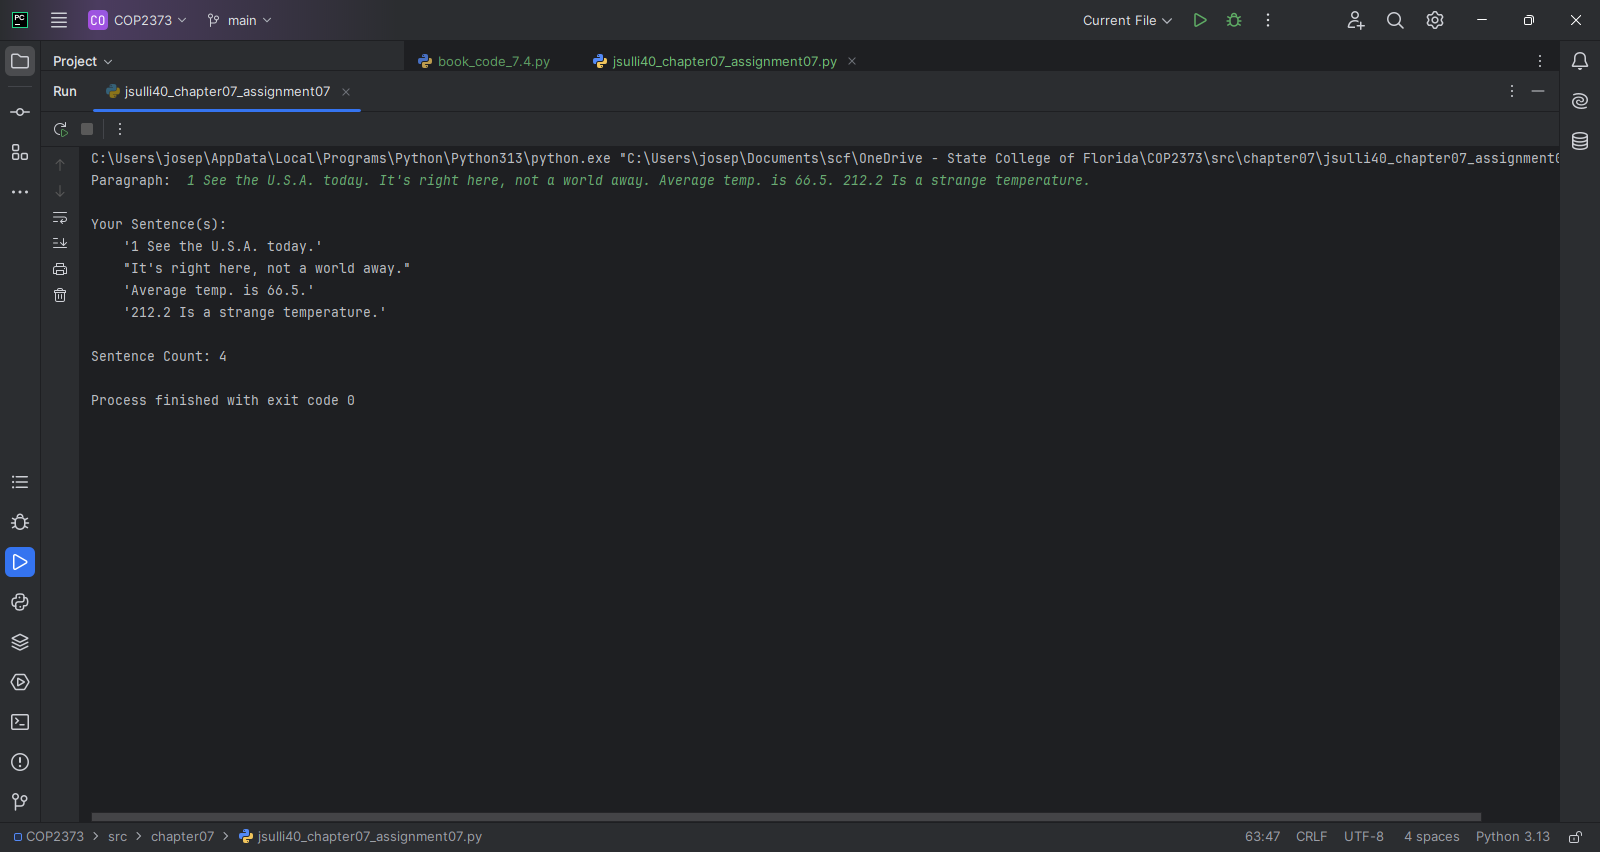 PC
CO COP2373 main Current File
Project book_code_7.4.py jsulli40_chapter07_assignment07.py
Run jsulli40_chapter07_assignment07
C:\Users\josep\AppData\Local\Programs\Python\Python313\python.exe "C:\Users\josep\Documents\scf\OneDrive - State College of Florida\COP2373\src\chapter07\jsulli40_chapter07_assignment0
Paragraph:  1 See the U.S.A. today. It's right here, not a world away. Average temp. is 66.5. 212.2 Is a strange temperature.
Your Sentence(s):
    '1 See the U.S.A. today.'
    "It's right here, not a world away."
    'Average temp. is 66.5.'
    '212.2 Is a strange temperature.'
Sentence Count: 4
Process finished with exit code 0
COP2373 > src > chapter07 > jsulli40_chapter07_assignment07.py 63:47 CRLF UTF-8 4 spaces Python 3.13